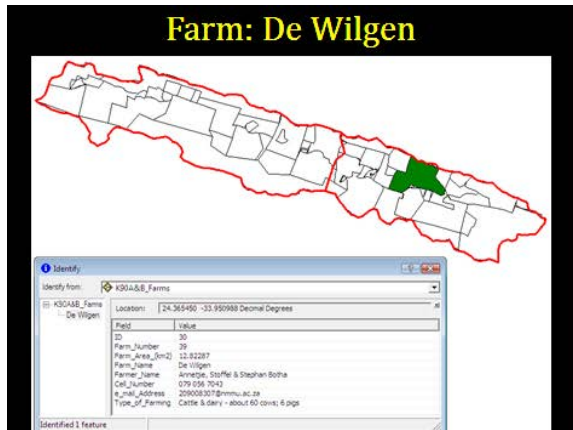 Farm: De Wilgen
Identify
Identify from: K90A&B_Farms
K90A&B_Farms
De Wilgen
Location: 24.365450 -33.950988 Decimal Degrees
Field Value
ID 30
Farm_Number 39
Farm_Area_(km2) 12.82287
Farm_Name De Wilgen
Farmer_Name Annetjie, Stoffel & Stephan Botha
Cell_Number 079 056 7043
e_mail_Address 209008307@nmmu.ac.za
Type_of_Farming Cattle & dairy - about 60 cows; 6 pigs
Identified 1 feature